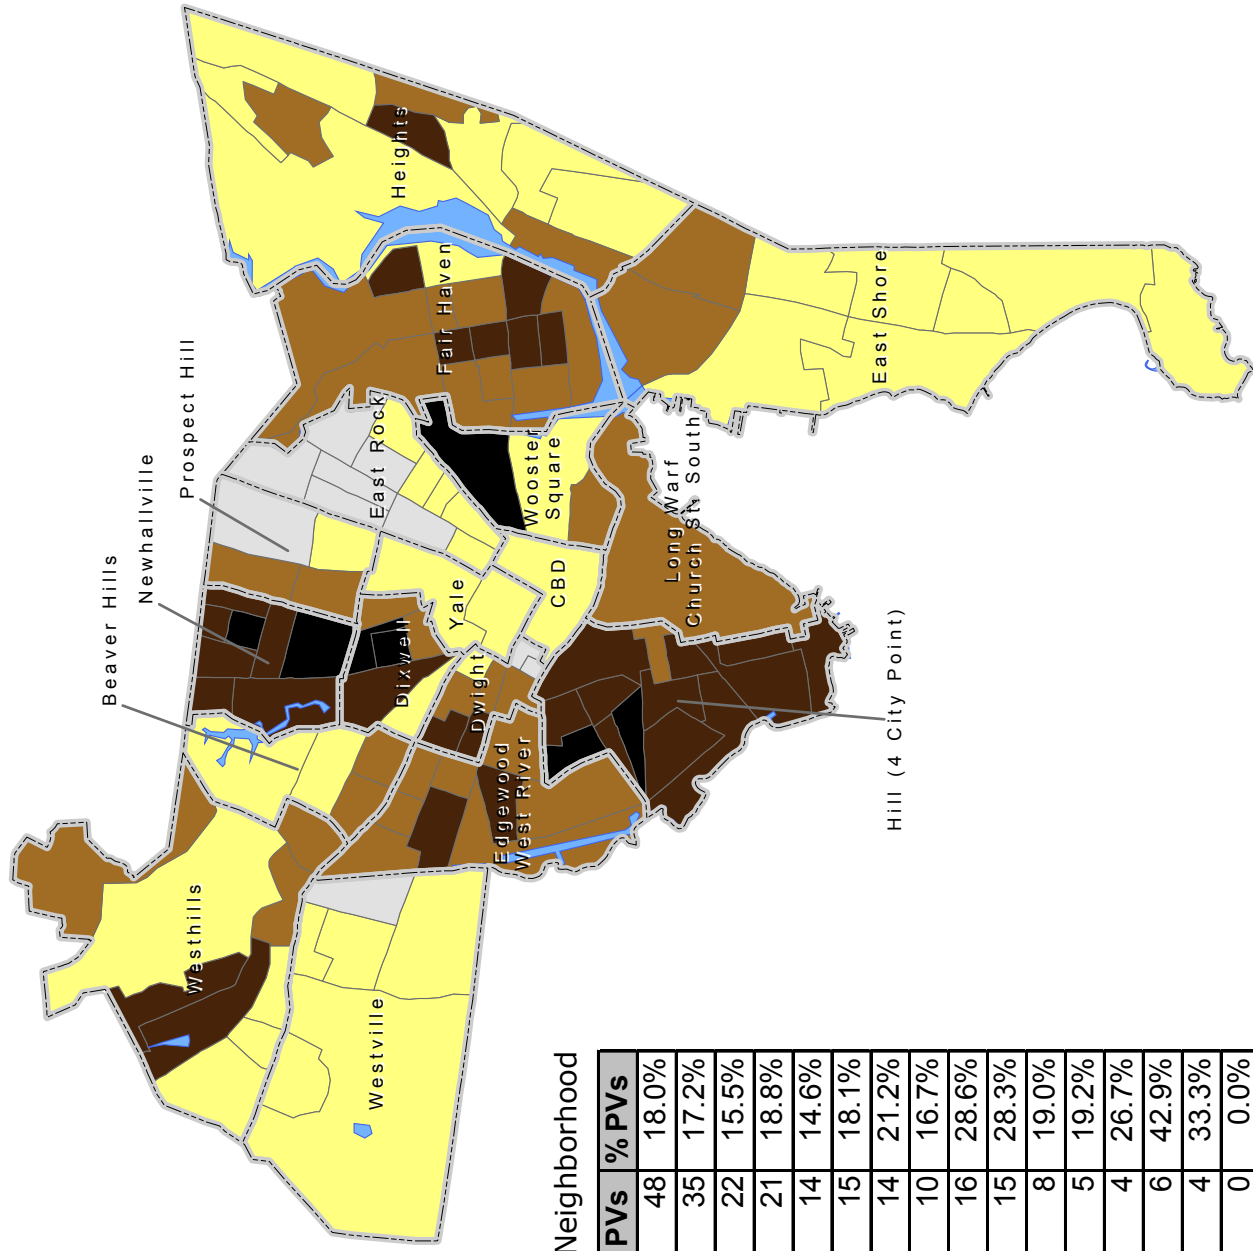 Prospect Hill
Newhallville
Beaver Hills
Heights
Fair Haven
East Rock
Wooster
Square
East Shore
Long Warf
Church St. South
Yale
CBD
Dixwell
Dwight
Edgewood
West River
Hill (4 City Point)
Westhills
Westville
Neighborhood
PVs % PVs
48 18.0%
35 17.2%
22 15.5%
21 18.8%
14 14.6%
15 18.1%
14 21.2%
10 16.7%
16 28.6%
15 28.3%
8 19.0%
5 19.2%
4 26.7%
6 42.9%
4 33.3%
0 0.0%